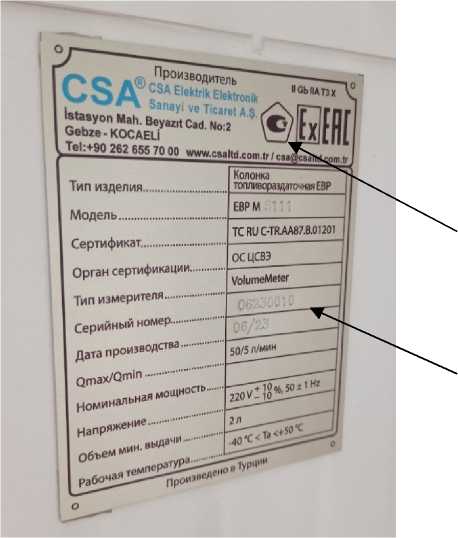 Производитель
CSA® CSA Elektrik Elektronik
Sanayi ve Ticaret A.Ş.
II Gb IIA T3 X
Ex EAC
İstasyon Mah. Beyazıt Cad. No:2
Gebze - KOCAELİ
Tel:+90 262 655 70 00 www.csaltd.com.tr / csa@csaltd.com.tr
Тип изделия Колонка топливораздаточная ЕВР
Модель ЕВР М 6111
Сертификат TC RU C-TR.AA87.B.01201
Орган сертификации ОС ЦСВЭ
Тип измерителя VolumeMeter
Серийный номер 06230010
Дата производства 06/23
Qmax/Qmin 50/5 л/мин
Номинальная мощность
Напряжение 220 V + 10 - 10 %, 50 ± 1 Hz
Объем мин. выдачи 2 л
Рабочая температура -40 °C < Ta <+50 °C
Произведено в Турции